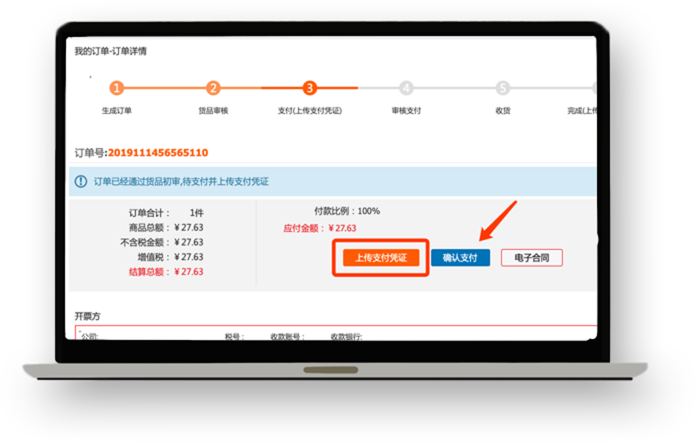 我的订单-订单详情
1 2 3 4 5
生成订单 货品审核 支付(上传支付凭证) 审核支付 收货 完成(上传
订单号:2019111456565110
订单已经通过货品初审,待支付并上传支付凭证
订单合计： 1件
商品总额：￥27.63
不含税金额：￥27.63
增值税：￥27.63
结算总额：￥27.63
付款比例：100%
应付金额：￥27.63
上传支付凭证 确认支付 电子合同
开票方
公司: 税号： 收款账号： 收款银行: